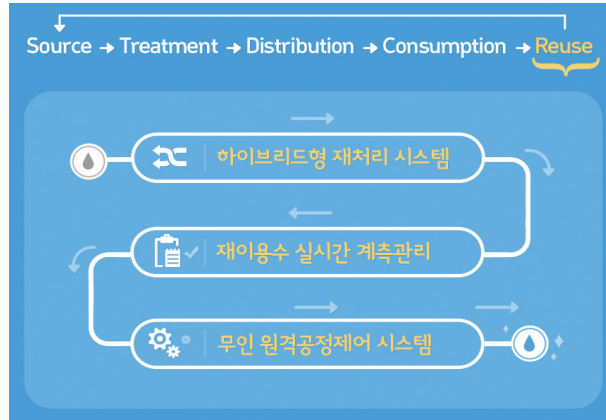 Source → Treatment → Distribution → Consumption → Reuse
하이브리드형 재처리 시스템
재이용수 실시간 계측관리
무인 원격공정제어 시스템